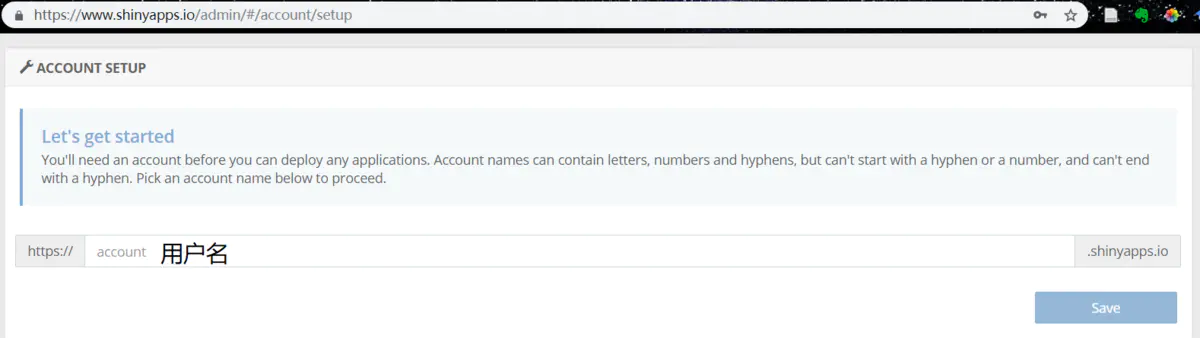 https://www.shinyapps.io/admin/#/account/setup
ACCOUNT SETUP
Let's get started
You'll need an account before you can deploy any applications. Account names can contain letters, numbers and hyphens, but can't start with a hyphen or a number, and can't end
with a hyphen. Pick an account name below to proceed.
https:// account 用户名 .shinyapps.io
Save